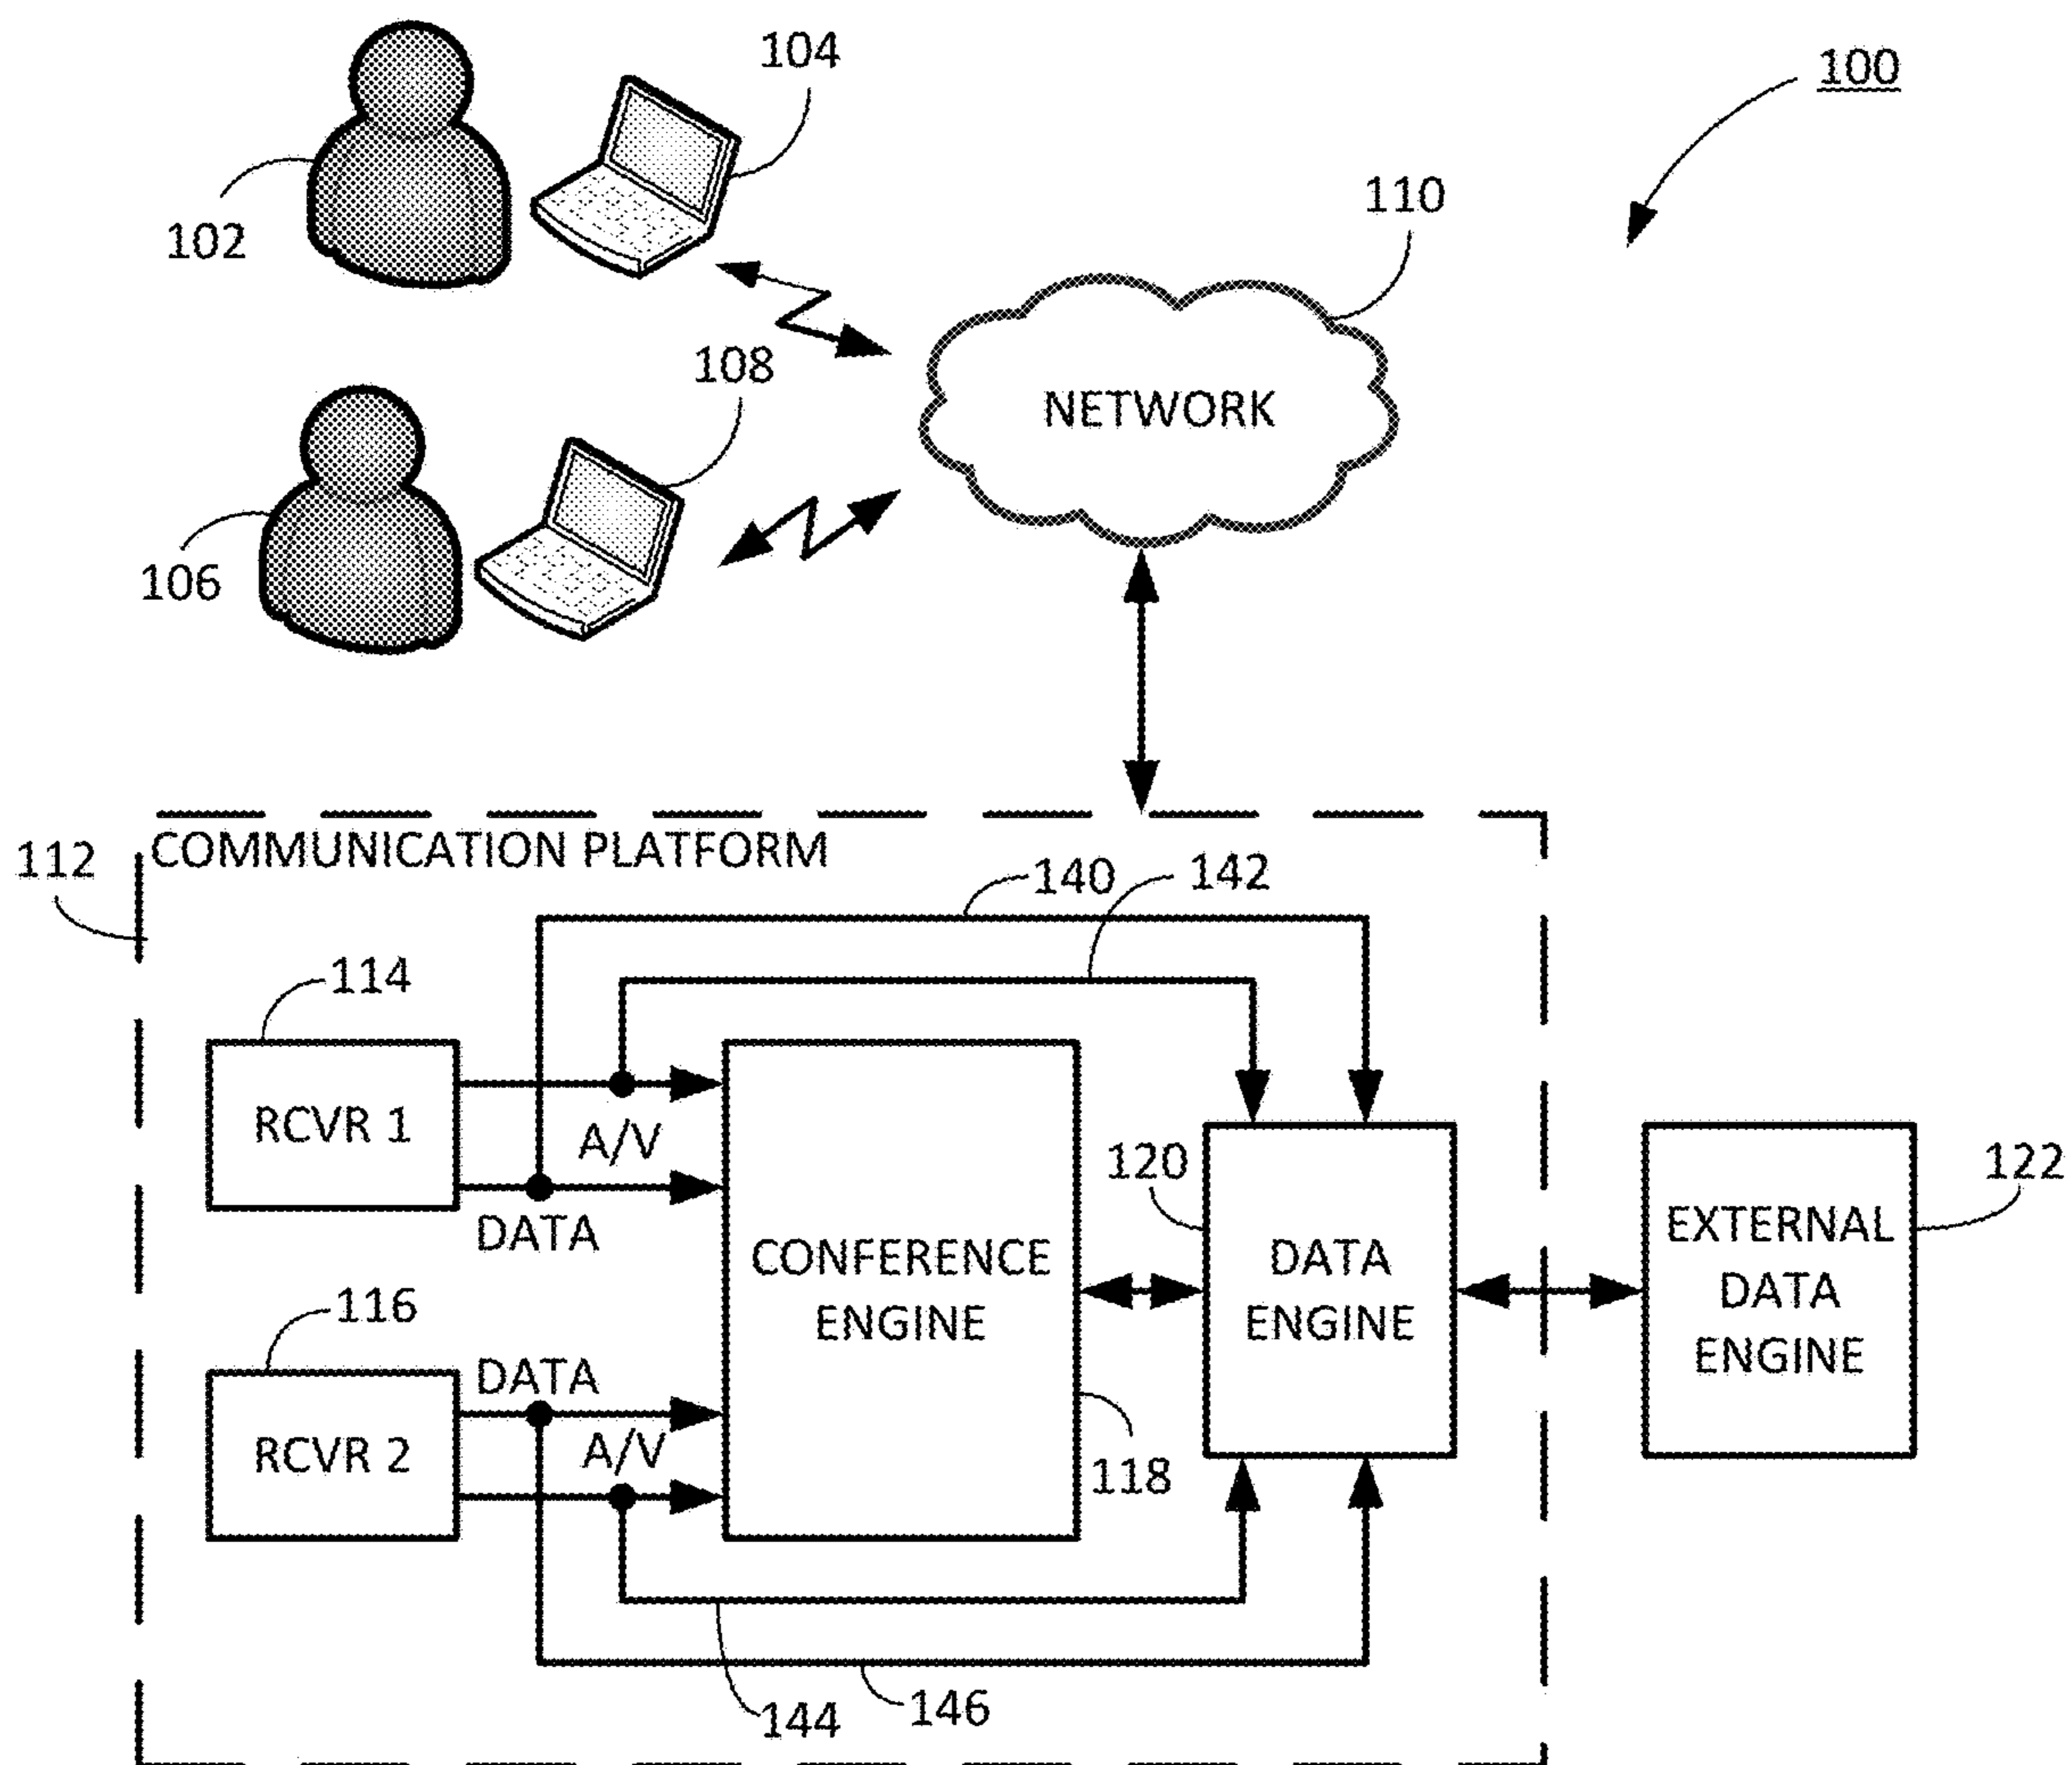 104
100
102
110
108
NETWORK
106
COMMUNICATION PLATFORM
112
140
142
114
RCVR 1
A/V
DATA
120
122
EXTERNAL
DATA
ENGINE
CONFERENCE
ENGINE
DATA
ENGINE
116
DATA
RCVR 2
A/V
118
144
146